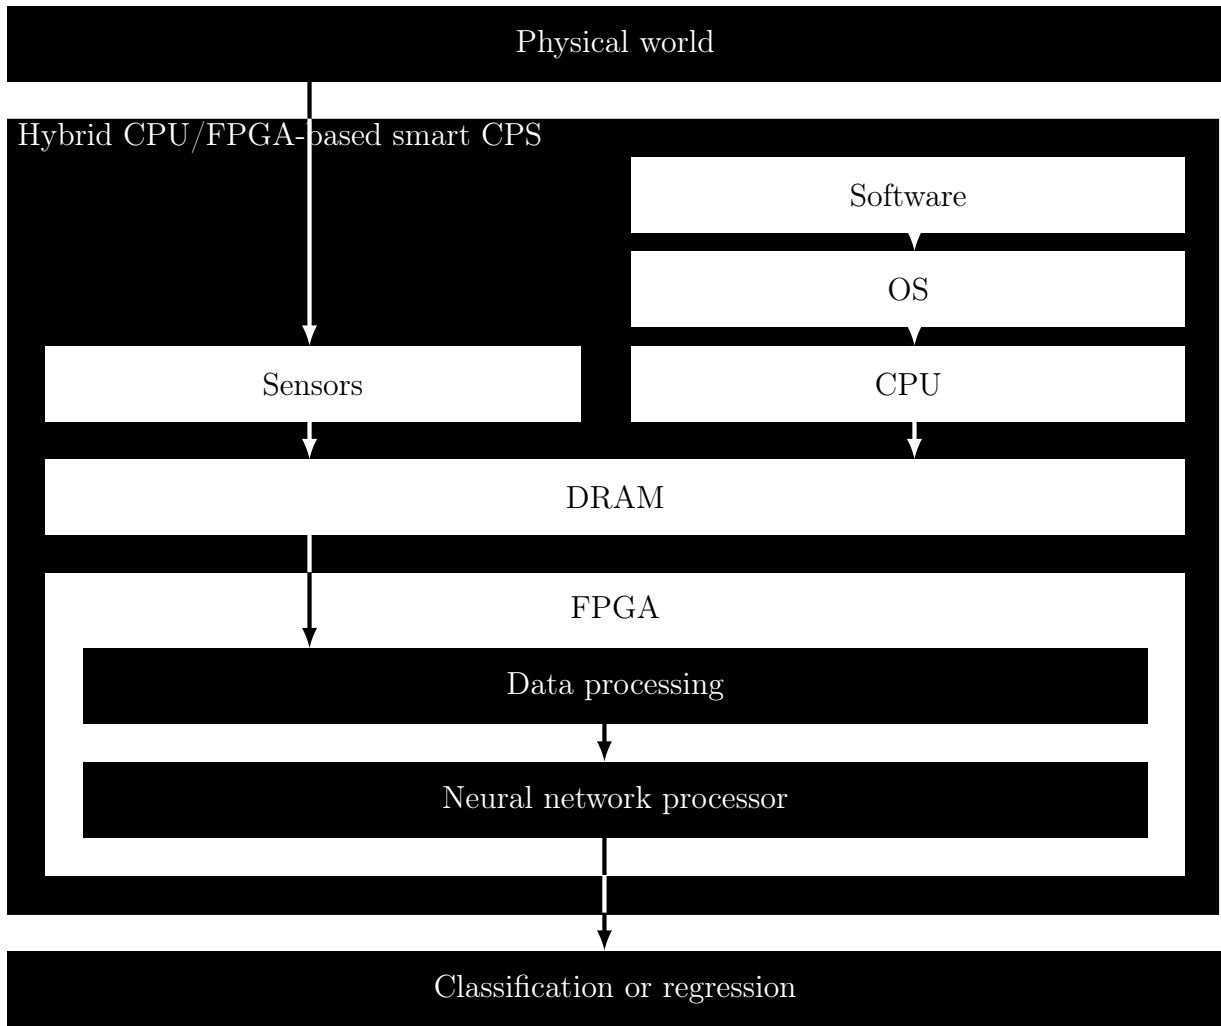 Physical world
Hybrid CPU/FPGA-based smart CPS
Software
OS
Sensors
CPU
DRAM
FPGA
Data processing
Neural network processor
Classification or regression